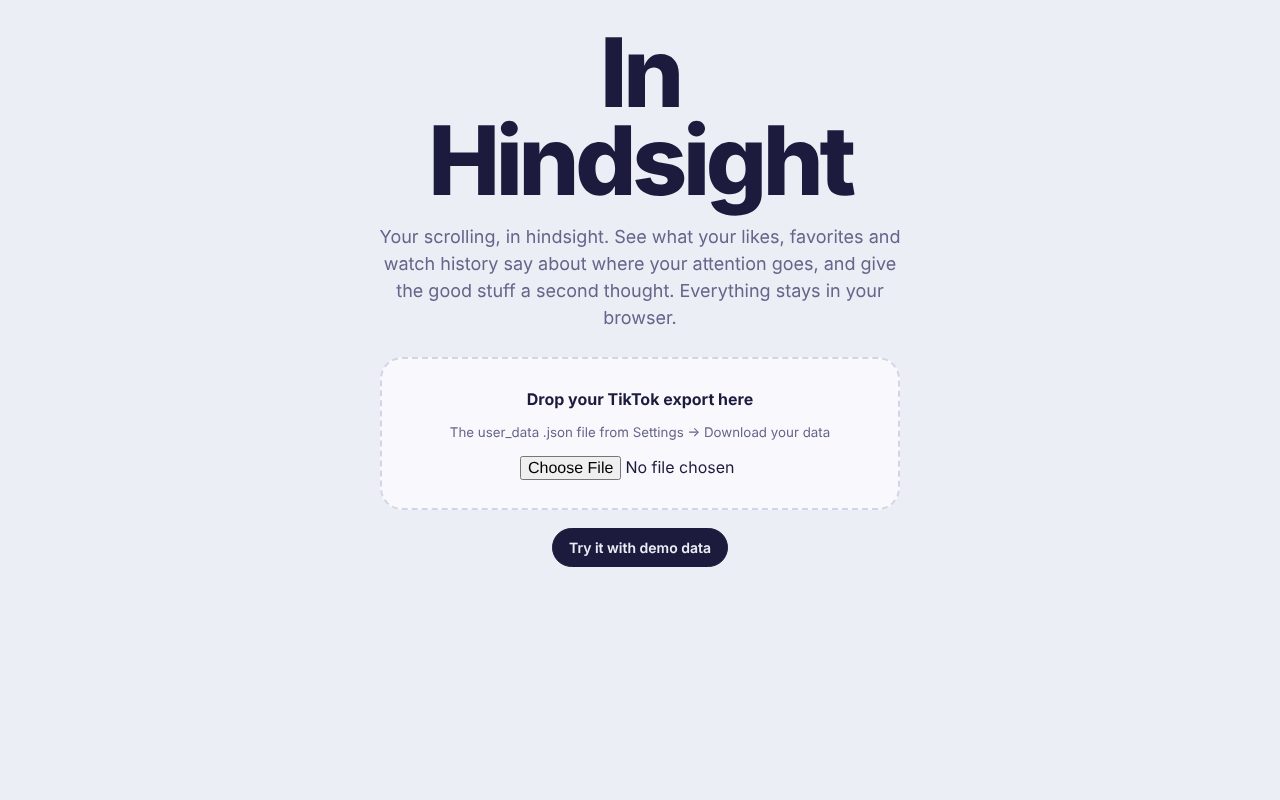 In
Hindsight
Your scrolling, in hindsight. See what your likes, favorites and
watch history say about where your attention goes, and give
the good stuff a second thought. Everything stays in your
browser.
Drop your TikTok export here
The user_data .json file from Settings → Download your data
Choose File No file chosen
Try it with demo data